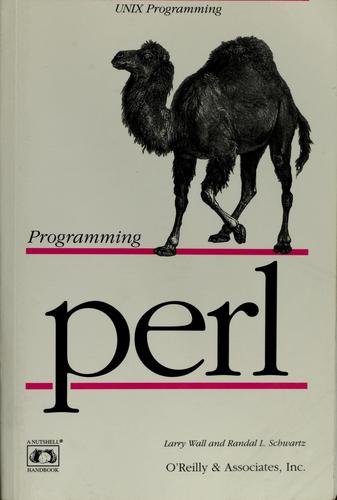 UNIX Programming
Programming
perl
Larry Wall and Randal L. Schwartz
A NUTSHELL®
HANDBOOK
O'Reilly & Associates, Inc.